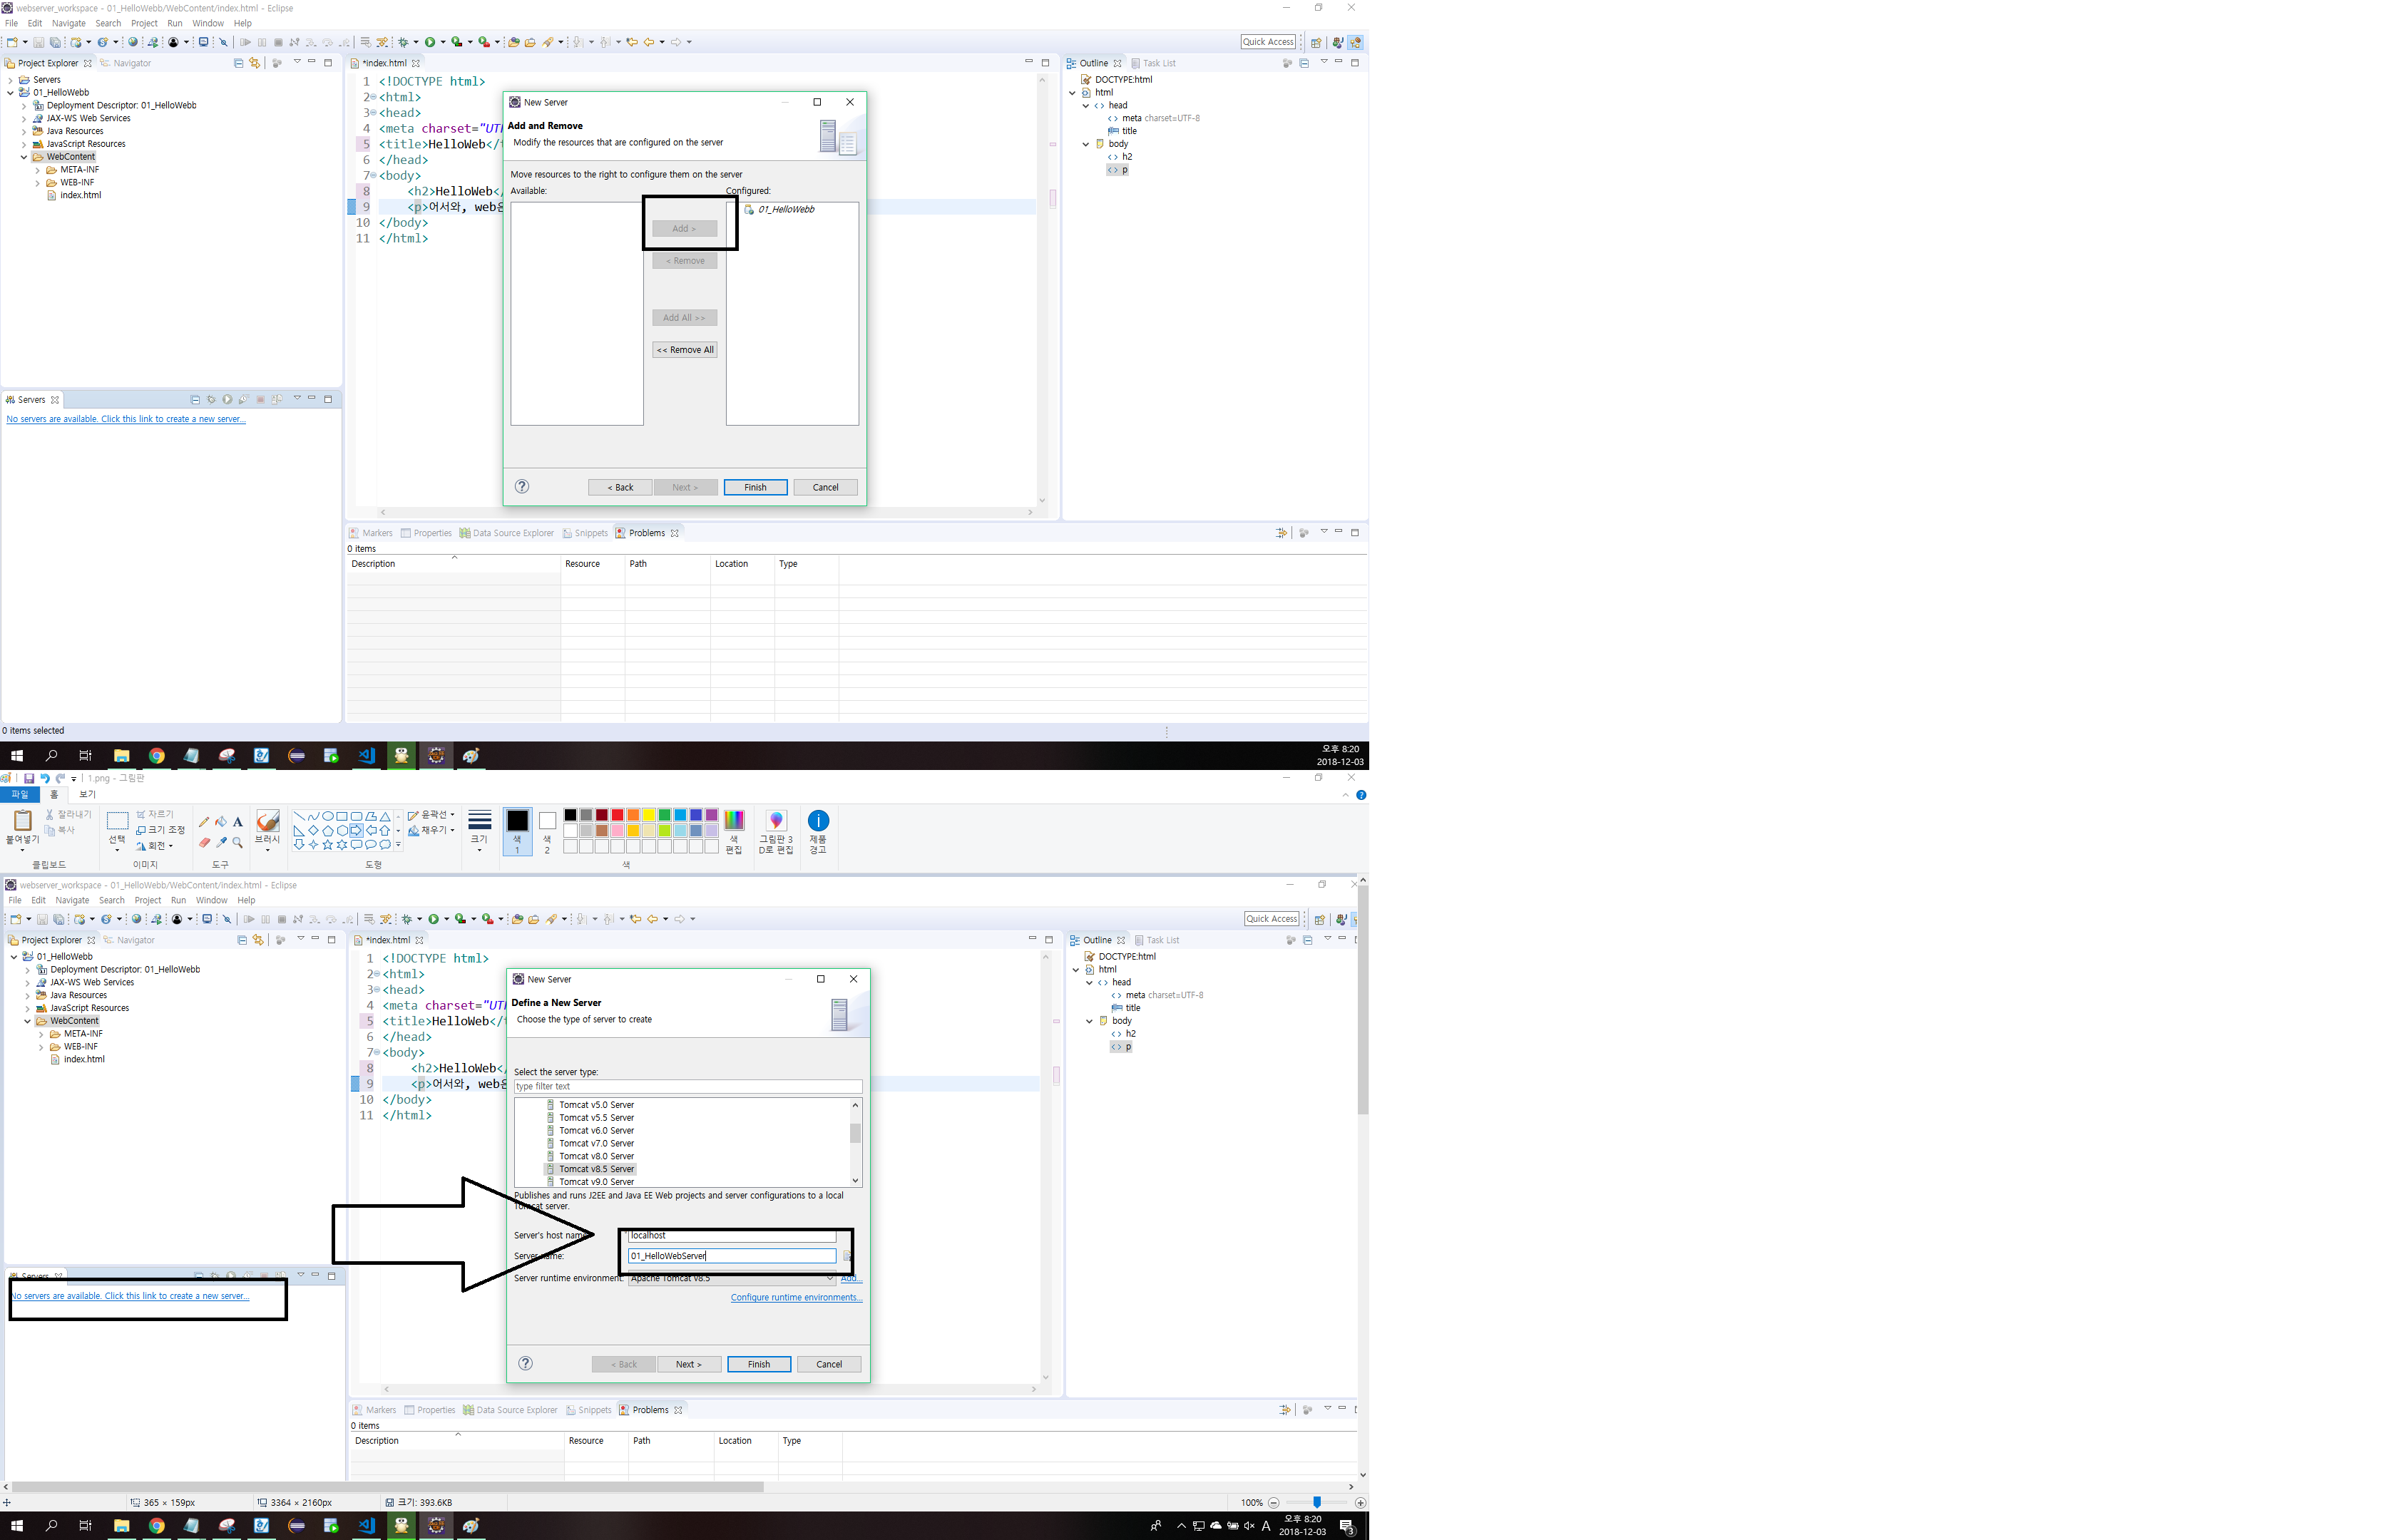 webserver_workspace - 01_HelloWebb/WebContent/index.html - Eclipse
File Edit Navigate Search Project Run Window Help
Quick Access
Project Explorer Navigator
Servers
01_HelloWebb
Deployment Descriptor: 01_HelloWebb
JAX-WS Web Services
Java Resources
JavaScript Resources
WebContent
META-INF
WEB-INF
index.html
*index.html
1 <!DOCTYPE html>
2 <html>
3 <head>
4 <meta charset="UT
5 <title>HelloWeb</
6 </head>
7 <body>
8 <h2>HelloWeb<
9 <p>어서와, web은
10 </body>
11 </html>
New Server
Add and Remove
Modify the resources that are configured on the server
Move resources to the right to configure them on the server
Available: Configured:
01_HelloWebb
Add >
< Remove
Add All >>
<< Remove All
< Back Next > Finish Cancel
Outline Task List
DOCTYPE:html
html
head
meta charset=UTF-8
title
body
h2
p
Servers
No servers are available. Click this link to create a new server...
Markers Properties Data Source Explorer Snippets Problems
0 items
Description Resource Path Location Type
0 items selected
오후 8:20
2018-12-03
1.png - 그림판
파일 홈 보기
붙여넣기 잘라내기
복사
클립보드
선택 자르기
크기 조정
회전
이미지
도구
브러시
윤곽선
채우기
도형
크기
색 1
색 2
색 편집
색
그림판 3D로 편집
제품 경고
webserver_workspace - 01_HelloWebb/WebContent/index.html - Eclipse
File Edit Navigate Search Project Run Window Help
Quick Access
Project Explorer Navigator
01_HelloWebb
Deployment Descriptor: 01_HelloWebb
JAX-WS Web Services
Java Resources
JavaScript Resources
WebContent
META-INF
WEB-INF
index.html
*index.html
1 <!DOCTYPE html>
2 <html>
3 <head>
4 <meta charset="UT
5 <title>HelloWeb</
6 </head>
7 <body>
8 <h2>HelloWeb<
9 <p>어서와, web은
10 </body>
11 </html>
New Server
Define a New Server
Choose the type of server to create
Select the server type:
type filter text
Tomcat v5.0 Server
Tomcat v5.5 Server
Tomcat v6.0 Server
Tomcat v7.0 Server
Tomcat v8.0 Server
Tomcat v8.5 Server
Tomcat v9.0 Server
Publishes and runs J2EE and Java EE Web projects and server configurations to a local
Tomcat server.
Server's host name localhost
Server name: 01_HelloWebServer
Server runtime environment: Apache Tomcat v8.5 Add...
Configure runtime environments...
< Back Next > Finish Cancel
Outline Task List
DOCTYPE:html
html
head
meta charset=UTF-8
title
body
h2
p
Servers
No servers are available. Click this link to create a new server...
Markers Properties Data Source Explorer Snippets Problems
0 items
Description Resource Path Location Type
365 × 159px 3364 × 2160px 크기: 393.6KB 100%
A 오후 8:20
2018-12-03 3